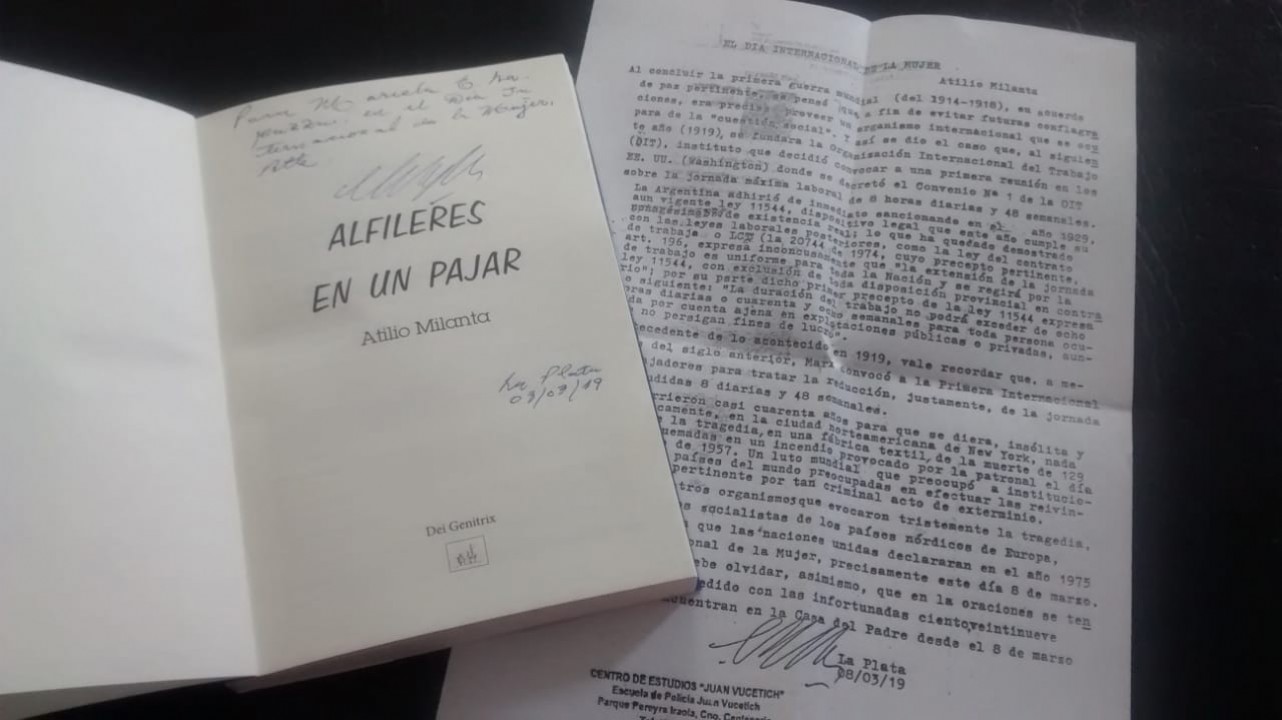 Para Mariela
en el Día In
ternacional de la Mujer.
Atte
ALFILERES
EN UN PAJAR
Atilio Milanta
La Plata
08/03/19
Dei Genitrix
EL DIA INTERNACIONAL DE LA MUJER
Atilio Milanta
Al concluir la primera guerra mundial (del 1914-1918), en acuerdo
de paz pertinente, se pensó que a fin de evitar futuras conflagra
ciones, era preciso proveer un organismo internacional que se ocu
para de la "cuestión social". Y así se dio el caso que, al siguien
te año (1919), se fundara la Organización Internacional del Trabajo
(OIT), instituto que decidió convocar a una primera reunión en los
EE. UU. (Washington) donde se decretó el Convenio Nº 1 de la OIT
sobre la jornada máxima laboral de 8 horas diarias y 48 semanales.
La Argentina adhirió de inmediato sancionando en el año 1929,
aun vigente ley 11544, dispositivo legal que este año cumple su
de existencia real; lo que ha quedado demostrado
con las leyes laborales posteriores, como la ley del contrato
de trabajo o LCT (la 20744 de 1974, cuyo precepto pertinente,
art. 196, expresa inconcusamente que "la extensión de la jornada
de trabajo es uniforme para toda la Nación y se regirá por la
ley 11544, con exclusión de toda disposición provincial en contra
rio"; por su parte dicho primer precepto de la ley 11544 expresa
o siguiente: "La duración del trabajo no podrá exceder de ocho
oras diarias o cuarenta y ocho semanales para toda persona ocu-
da por cuenta ajena en explotaciones públicas o privadas, aun-
no persigan fines de lucro".
ecedente de lo acontecido en 1919, vale recordar que, a me-
del siglo anterior, Marx convocó a la Primera Internacional
ajadores para tratar la reducción, justamente, de la jornada
udidas 8 diarias y 48 semanales.
rrieron casi cuarenta años para que se diera, insólita y
camente, en la ciudad norteamericana de New York, nada
la tragedia, en una fábrica textil, de la muerte de 129
uemadas en un incendio provocado por la patronal el día
de 1957. Un luto mundial que preocupó a institucio-
países del mundo preocupadas en efectuar las reivin-
pertinente por tan criminal acto de exterminio.
tros organismos que evocaron tristemente la tragedia,
s socialistas de los países nórdicos de Europa,
que las naciones unidas declararan en el año 1975
onal de la Mujer, precisamente este día 8 de marzo.
ebe olvidar, asimismo, que en la oraciones se ten
edido con las infortunadas cientoveintinueve
uentran en la Casa del Padre desde el 8 de marzo
La Plata
08/03/19
CENTRO DE ESTUDIOS "JUAN VUCETICH"
Escuela de Policía Juan Vucetich
Parque Pereyra Iraola, Cno. Centenario